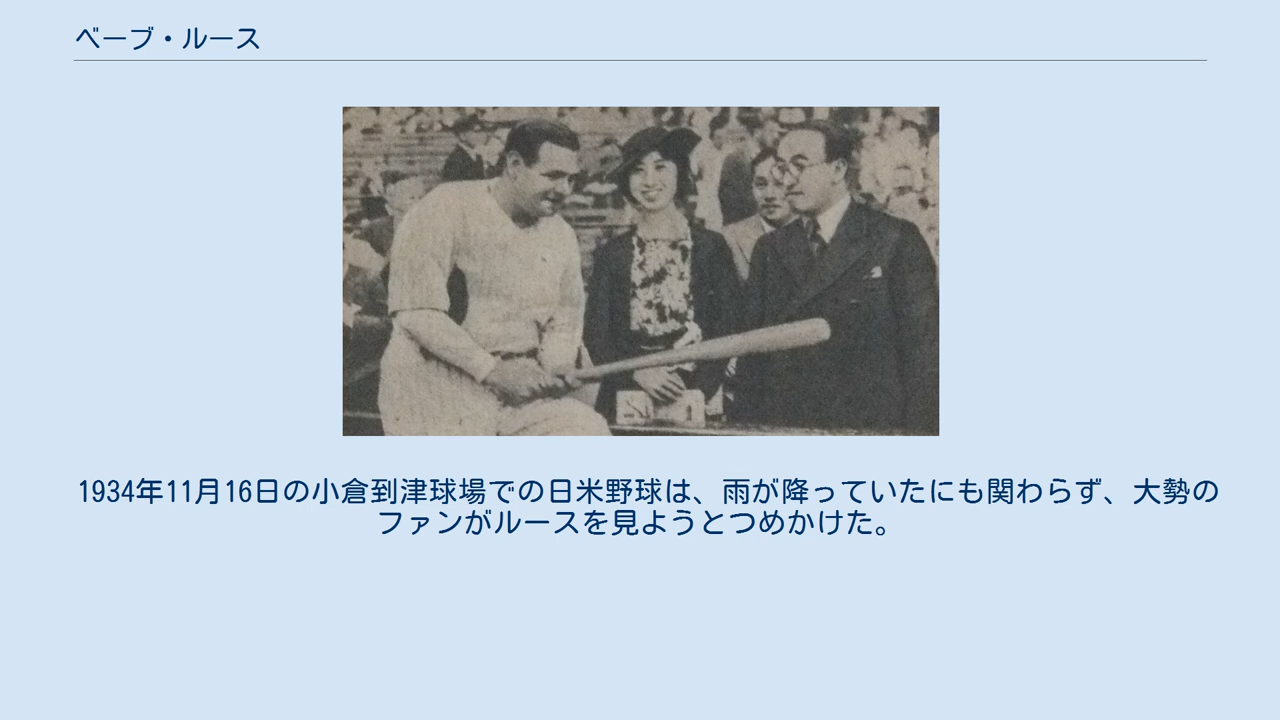 ベーブ・ルース
1934年11月16日の小倉到津球場での日米野球は、雨が降っていたにも関わらず、大勢の
ファンがルースを見ようとつめかけた。